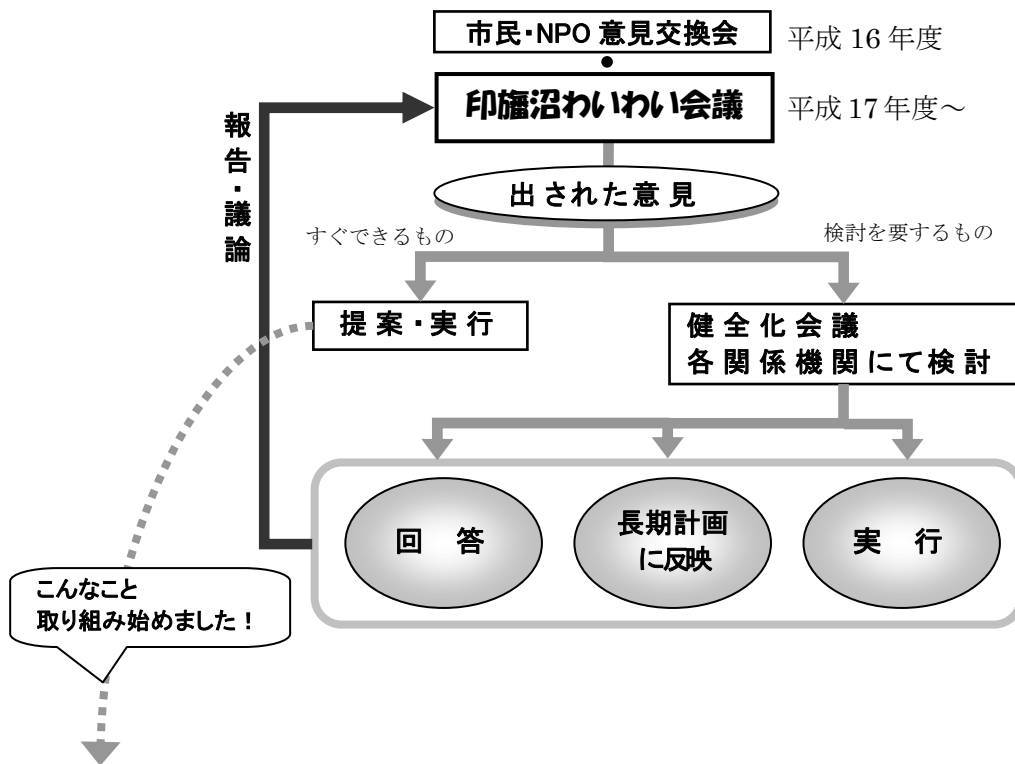 市民・NPO 意見交換会
平成 16 年度
印旛沼わいわい会議
平成 17 年度～
報告・議論
出された意見
すぐできるもの
検討を要するもの
提案・実行
健全化会議
各関係機関にて検討
回 答
長期計画
に反映
実 行
こんなこと
取り組み始めました！